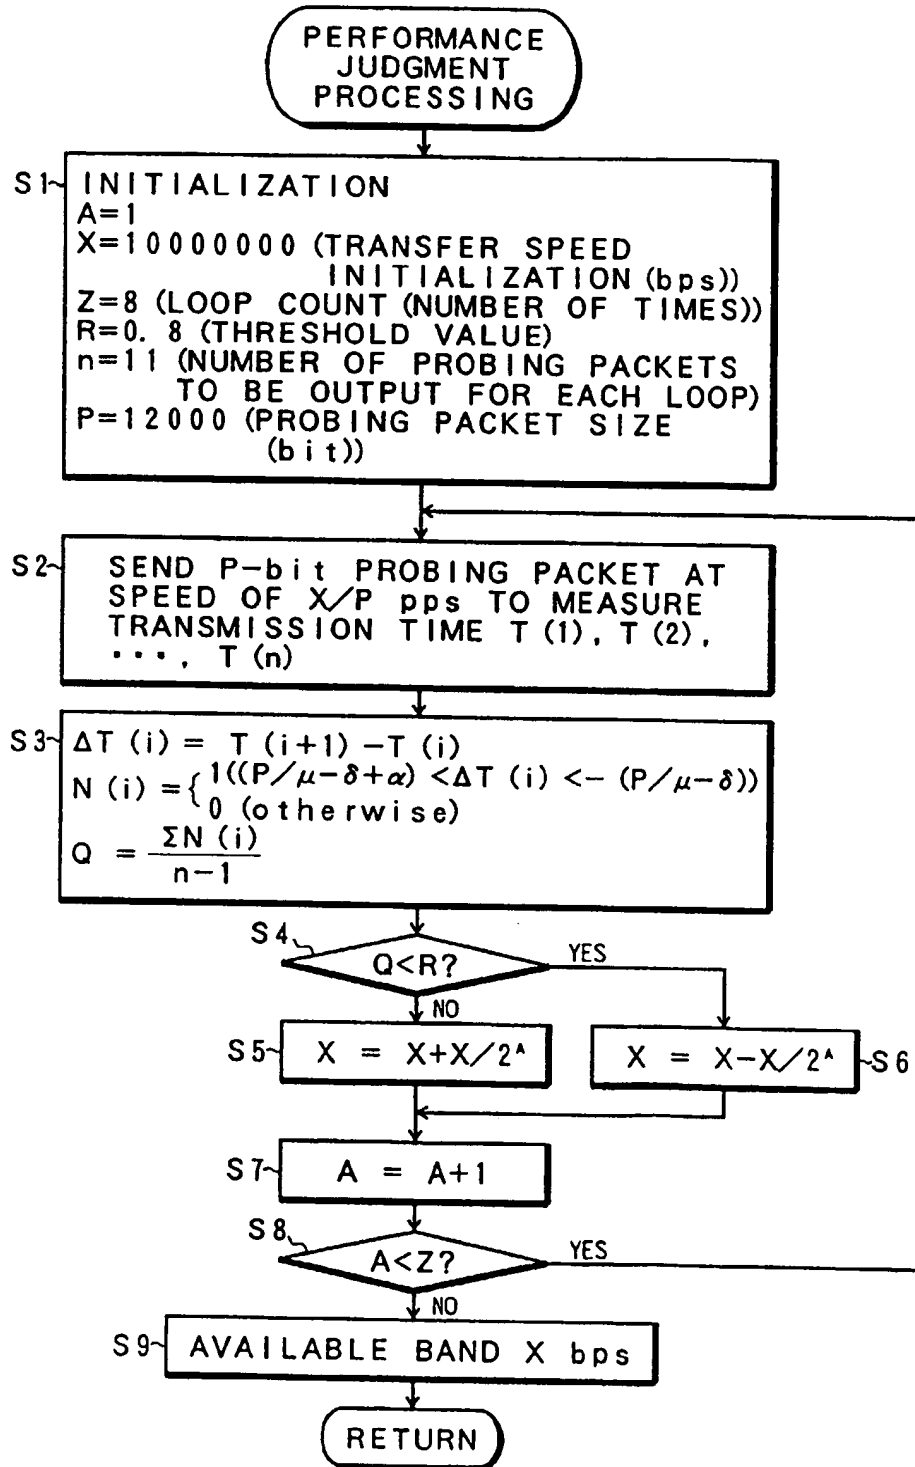 PERFORMANCE
JUDGMENT
PROCESSING
S1
INITIALIZATION
A=1
X=10000000 (TRANSFER SPEED
INITIALIZATION (bps))
Z=8 (LOOP COUNT (NUMBER OF TIMES))
R=0.8 (THRESHOLD VALUE)
n=11 (NUMBER OF PROBING PACKETS
TO BE OUTPUT FOR EACH LOOP)
P=12000 (PROBING PACKET SIZE
(bit))
S2
SEND P-bit PROBING PACKET AT
SPEED OF X/P pps TO MEASURE
TRANSMISSION TIME T(1), T(2),
···, T(n)
S3
ΔT(i) = T(i+1)-T(i)
N(i) = { 1((P/μ-δ+α) <ΔT(i) <-(P/μ-δ))
0 (otherwise)
Q = ΣN(i)
n-1
S4
Q<R?
YES
NO
S5
X = X+X/2^A
X = X-X/2^A
S6
S7
A = A+1
S8
A<Z?
YES
NO
S9
AVAILABLE BAND X bps
RETURN